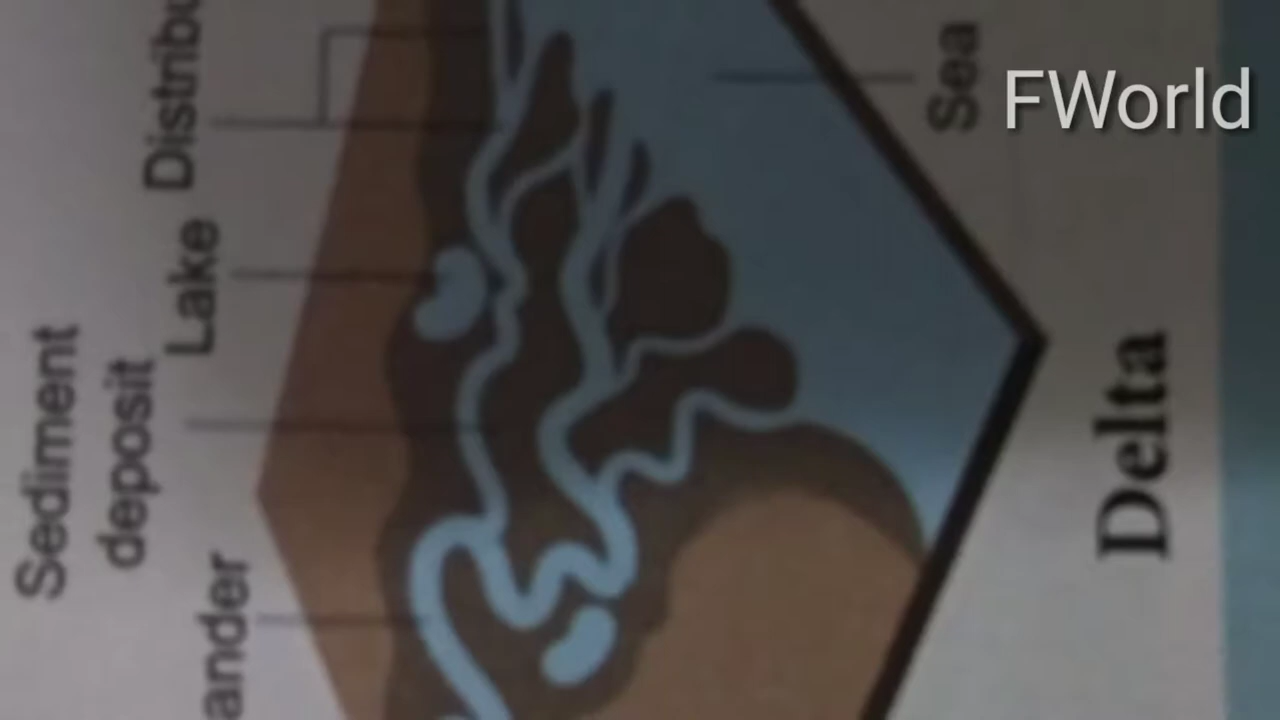 Sediment
deposit
Lake
Distribu
ander
Sea
Delta
FWorld